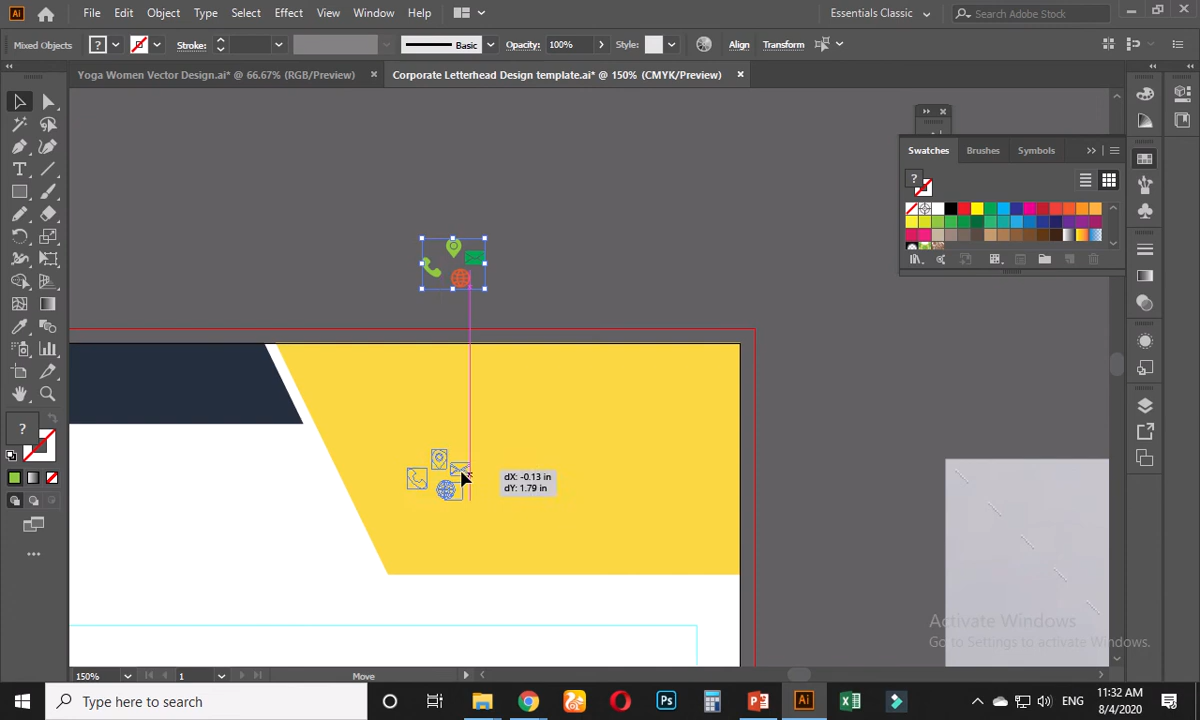 File Edit Object Type Select Effect View Window Help
Essentials Classic
Search Adobe Stock
Mixed Objects
Stroke:
Basic
Opacity: 100%
Style:
Align
Transform
Yoga Women Vector Design.ai* @ 66.67% (RGB/Preview)
Corporate Letterhead Design template.ai* @ 150% (CMYK/Preview)
Swatches Brushes Symbols
dX: -0.13 in
dY: 1.79 in
Activate Windows
Go to Settings to activate Windows.
150%
1
Move
Type here to search
ENG
11:32 AM
8/4/2020